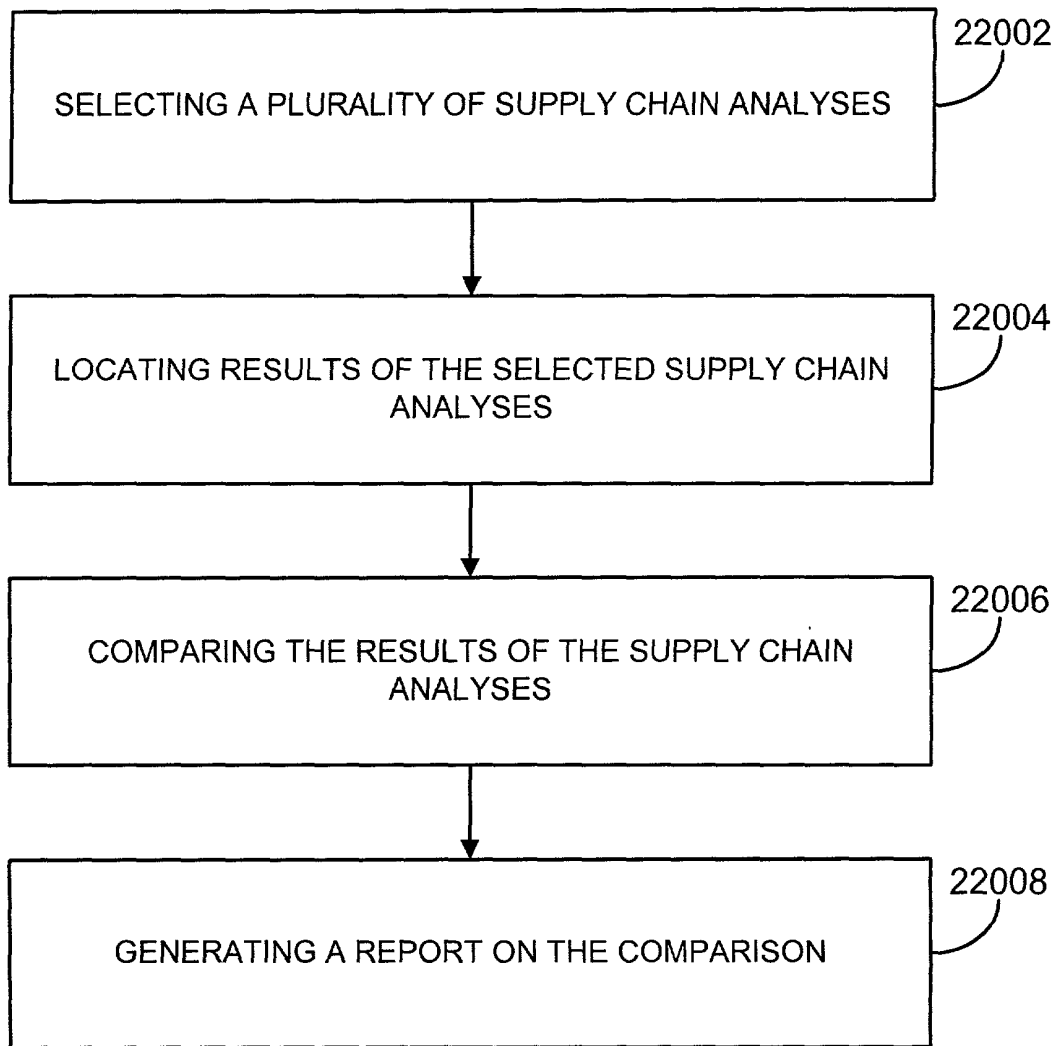 22002
SELECTING A PLURALITY OF SUPPLY CHAIN ANALYSES
22004
LOCATING RESULTS OF THE SELECTED SUPPLY CHAIN
ANALYSES
22006
COMPARING THE RESULTS OF THE SUPPLY CHAIN
ANALYSES
22008
GENERATING A REPORT ON THE COMPARISON